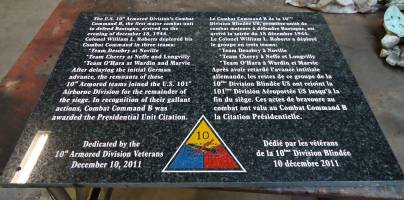 The U.S. 10th Armored Division's Combat
Command B, the first major combat unit
to defend Bastogne, arrived on the
evening of December 18, 1944.
Colonel William L. Roberts deployed his
Combat Command in three teams:
"Team Desobry at Noville
"Team Cherry at Neffe and Longvilly
"Team O'Hara at Wardin and Marvie
After delaying the initial German
advance, the remnants of these
10th Armored teams joined the U.S. 101st
Airborne Division for the remainder of
the siege. In recognition of their gallant
actions, Combat Command B was
awarded the Presidential Unit Citation.
Dedicated by the
10th Armored Division Veterans
December 10, 2011
Le Combat Command B de la 10ème
Division Blindée US, première unité de
combat majeure à défendre Bastogne, est
arrivé la soirée du 18 décembre 1944.
Le Colonel William L. Roberts a déployé
le groupe en trois teams:
"Team Desobry à Noville
"Team Cherry à Neffe et Longvilly
"Team O'Hara à Wardin et Marvie
Après avoir retardé l'avance initiale
allemande, les restes de ce groupe de la
10ème Division Blindée US ont rejoint la
101ème Division Aéroportée US jusqu'à la
fin du siège. Ces actes de bravoure au
combat ont valu au Combat Command B
la Citation Présidentielle.
Dédié par les vétérans
de la 10ème Division Blindée
10 décembre 2011
10